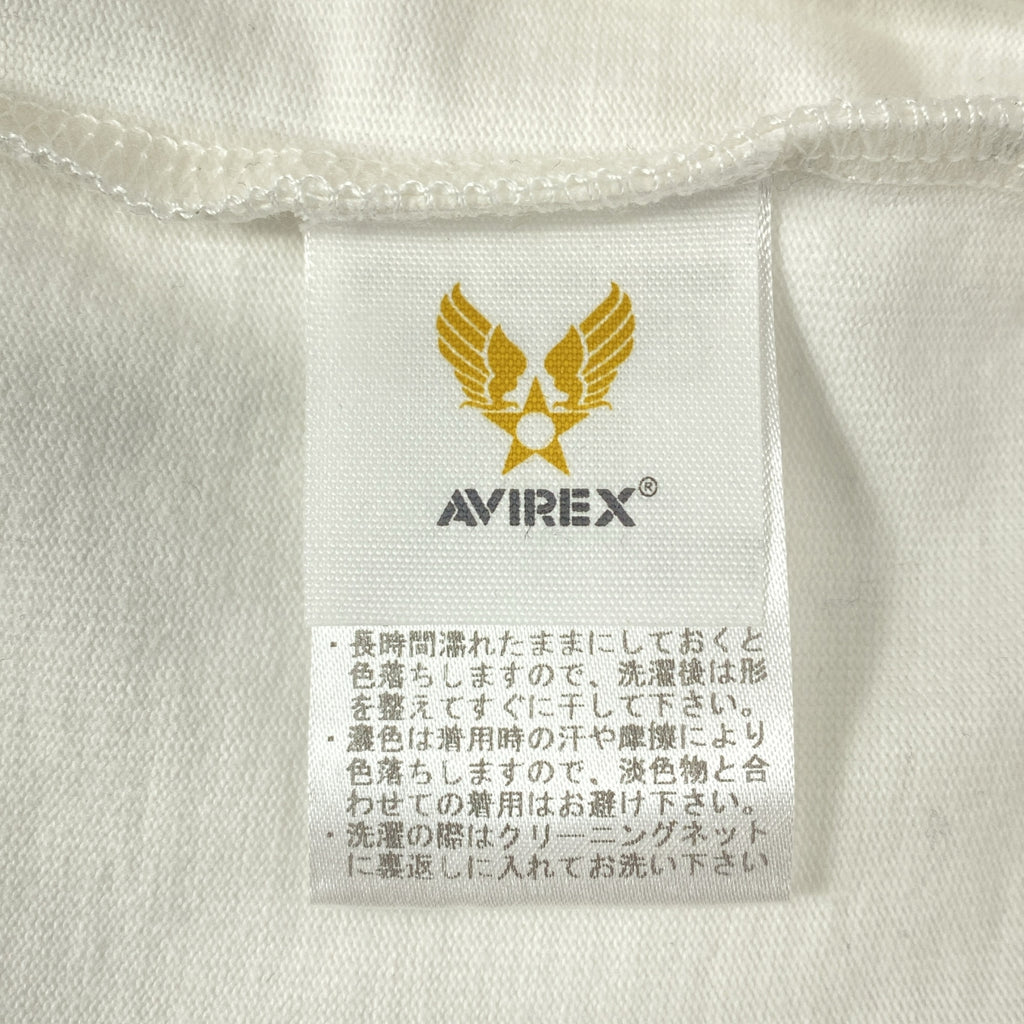 AVIREX®
・長時間濡れたままにしておくと
色落ちしますので、洗濯後は形
を整えてすぐに干して下さい。
・濃色は着用時の汗や摩擦により
色落ちしますので、淡色物と合
わせての着用はお避け下さい。
・洗濯の際はクリーニングネット
に裏返しに入れてお洗い下さい